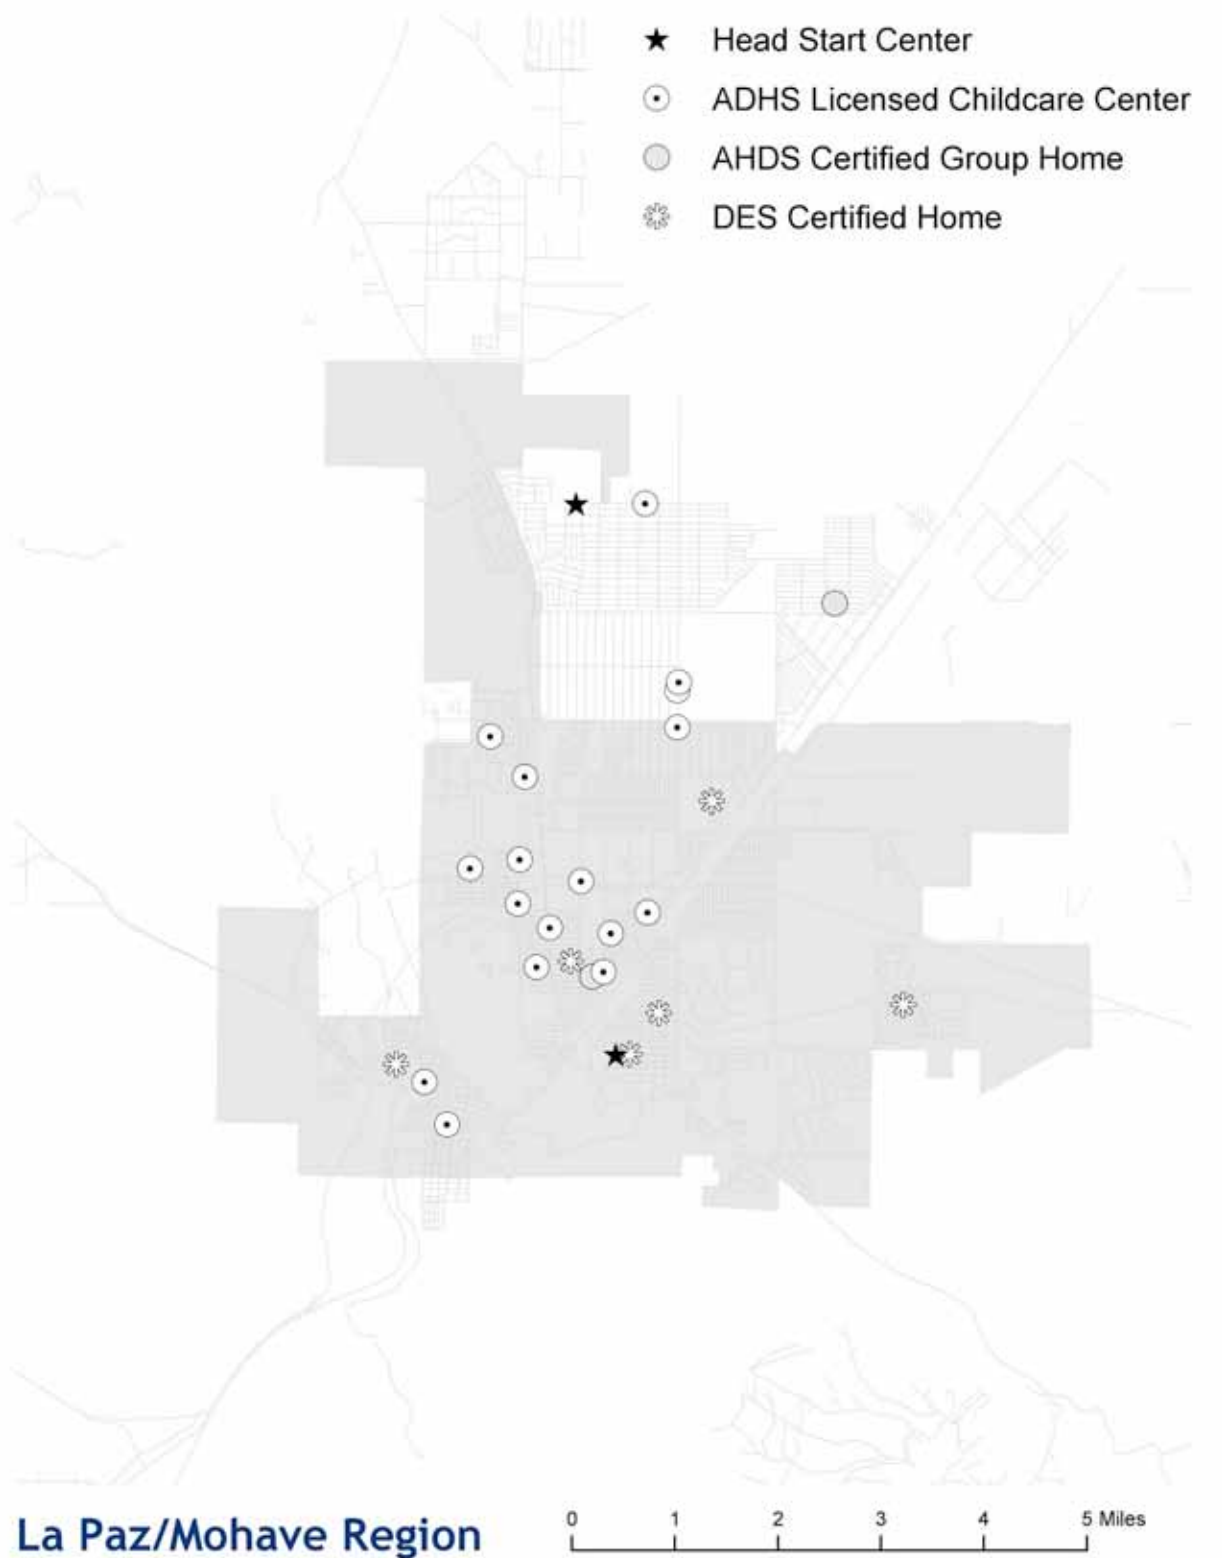 Head Start Center
ADHS Licensed Childcare Center
AHDS Certified Group Home
DES Certified Home
La Paz/Mohave Region
0 1 2 3 4 5 Miles